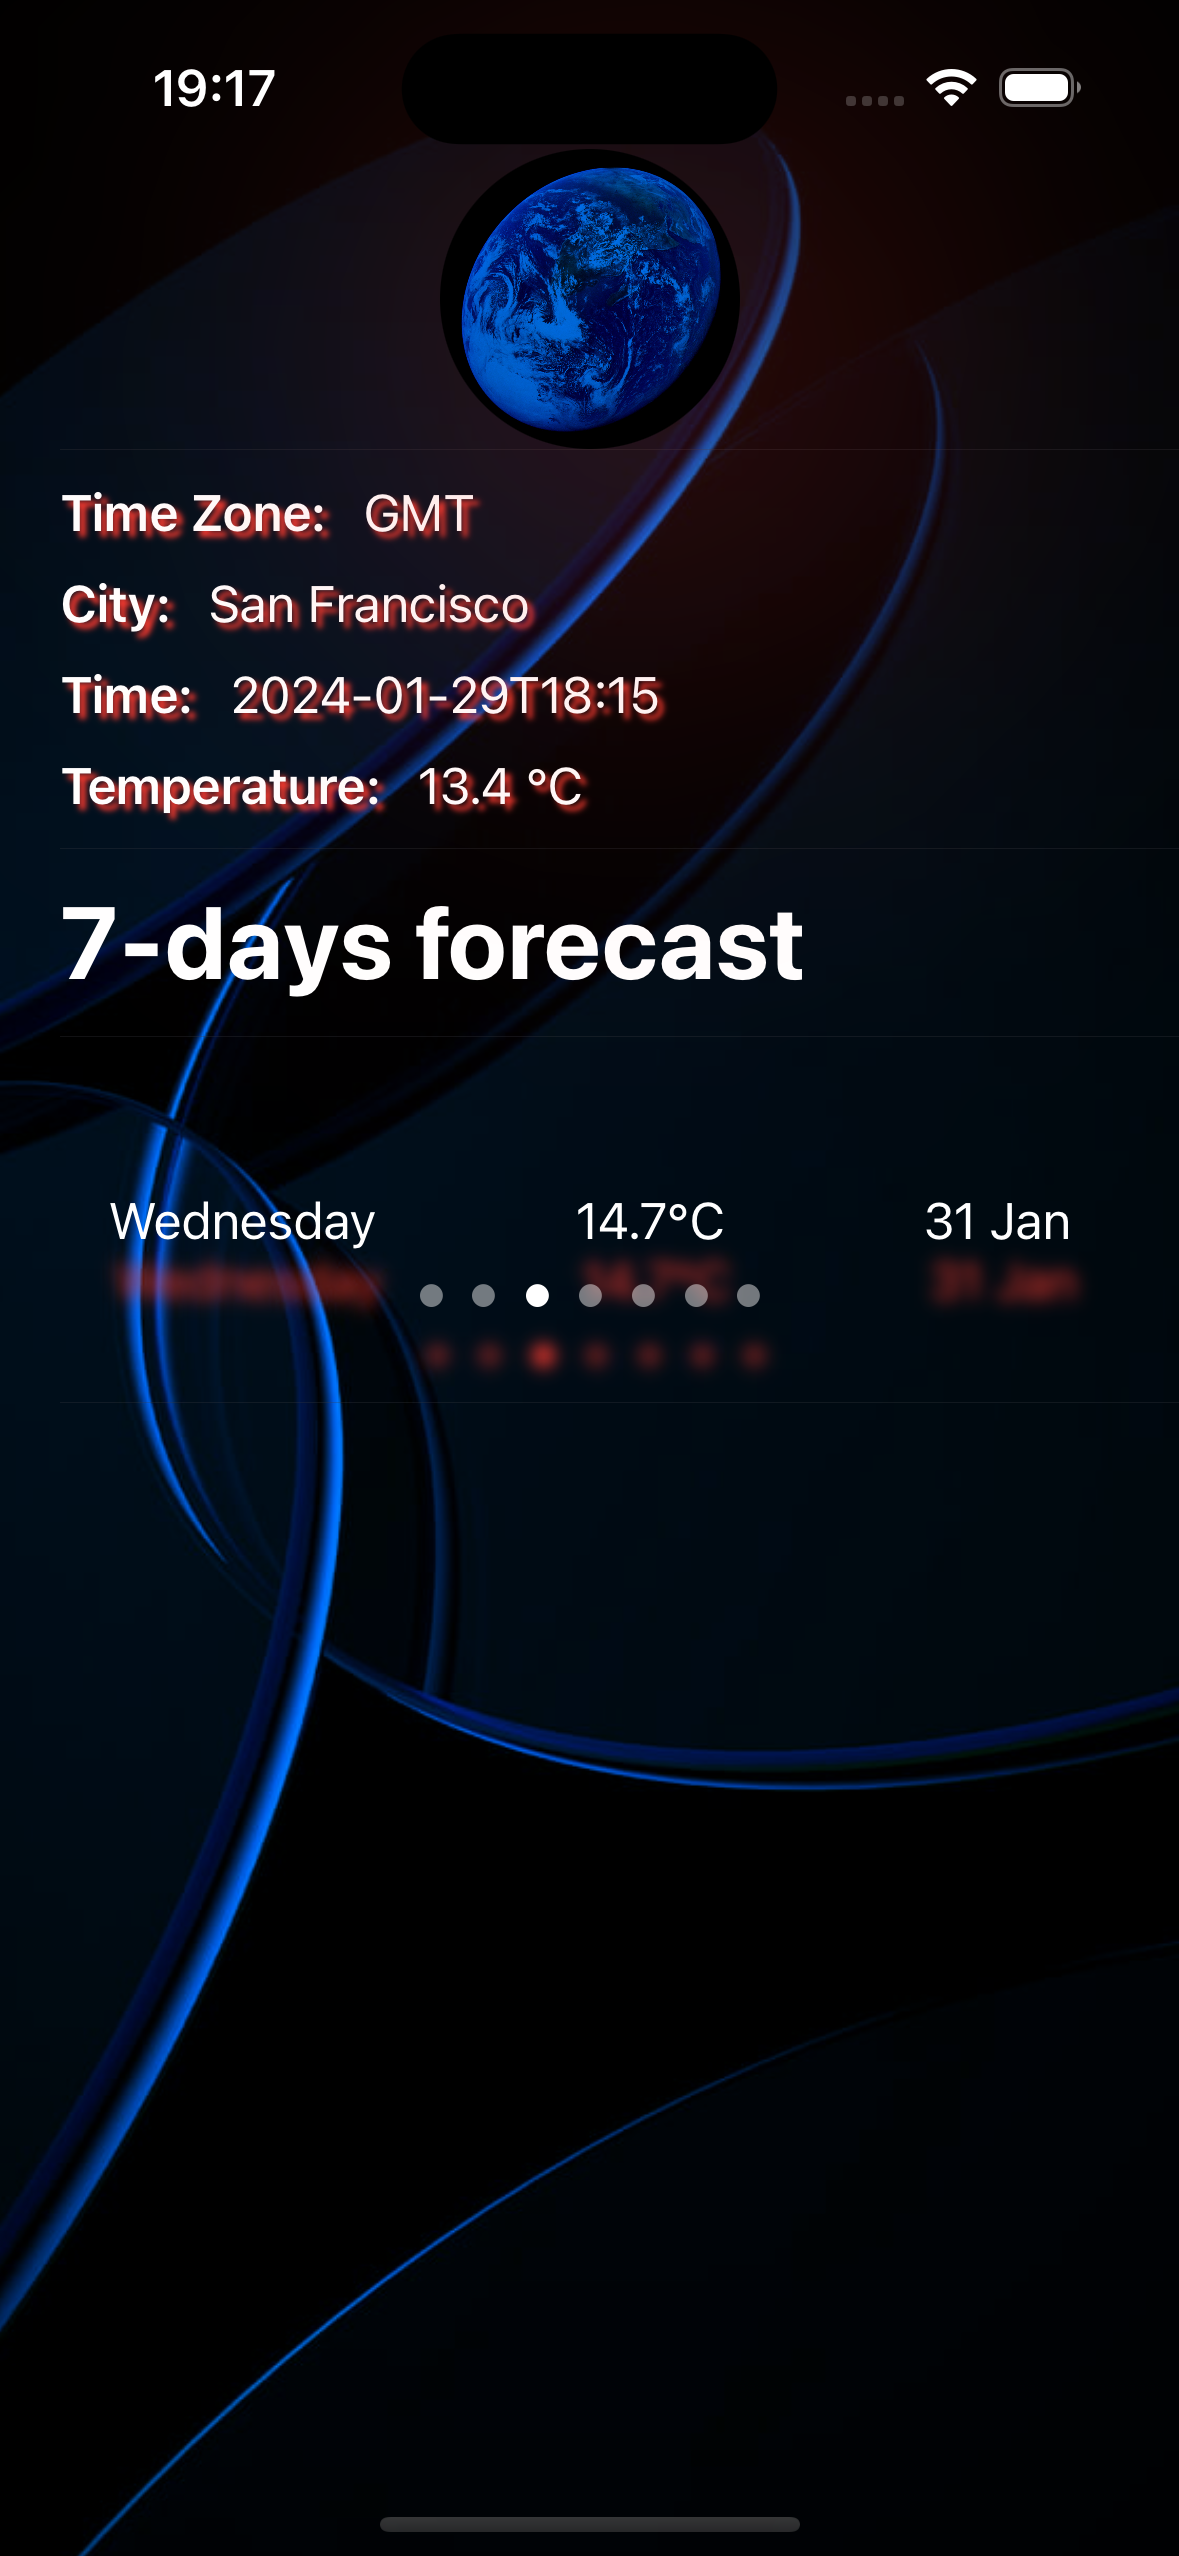 19:17
Time Zone: GMT
City: San Francisco
Time: 2024-01-29T18:15
Temperature: 13.4 °C
7-days forecast
Wednesday 14.7°C 31 Jan